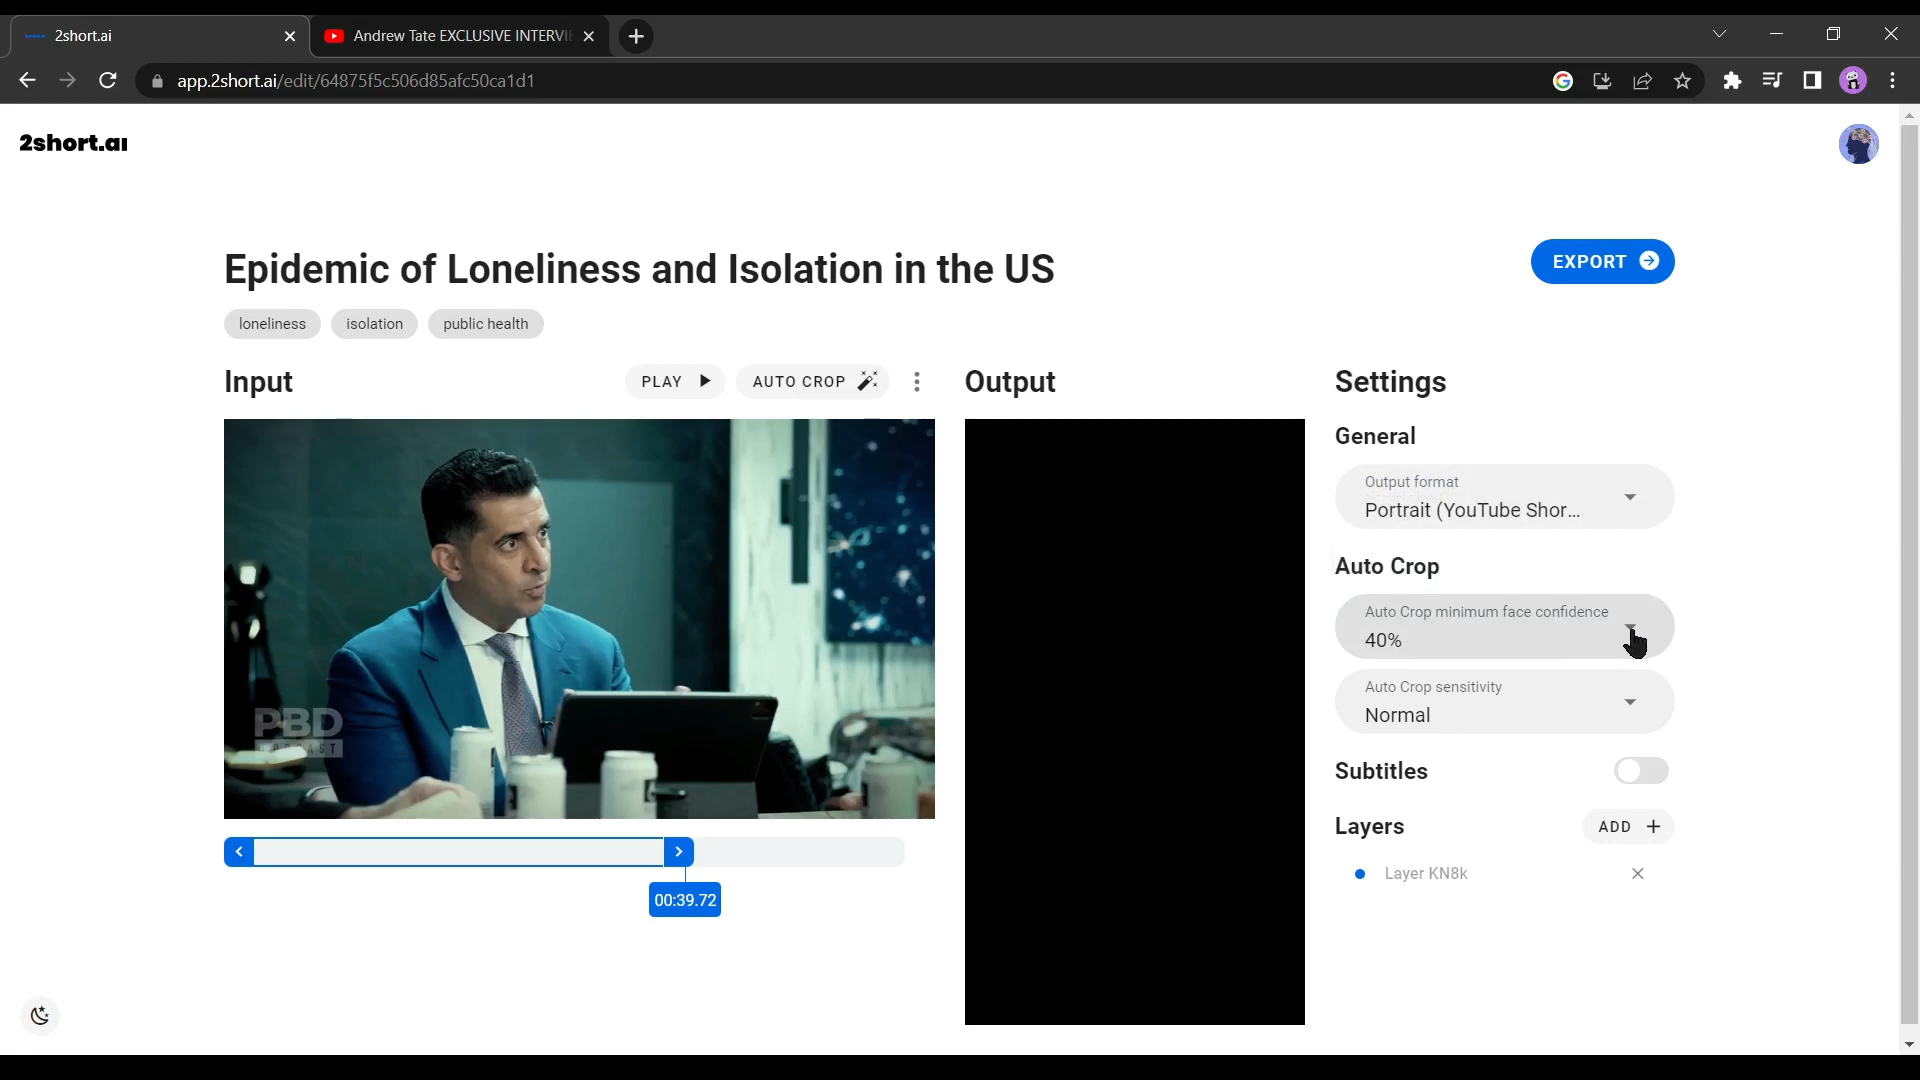 2short.ai
Andrew Tate EXCLUSIVE INTERVI
app.2short.ai/edit/64875f5c506d85afc50ca1d1
2short.ai
Epidemic of Loneliness and Isolation in the US
EXPORT
loneliness isolation public health
Input
PLAY
AUTO CROP
Output
Settings
General
Output format
Portrait (YouTube Shor...
Auto Crop
Auto Crop minimum face confidence
40%
Auto Crop sensitivity
Normal
PBD
Subtitles
Layers
ADD +
Layer KN8k
00:39.72